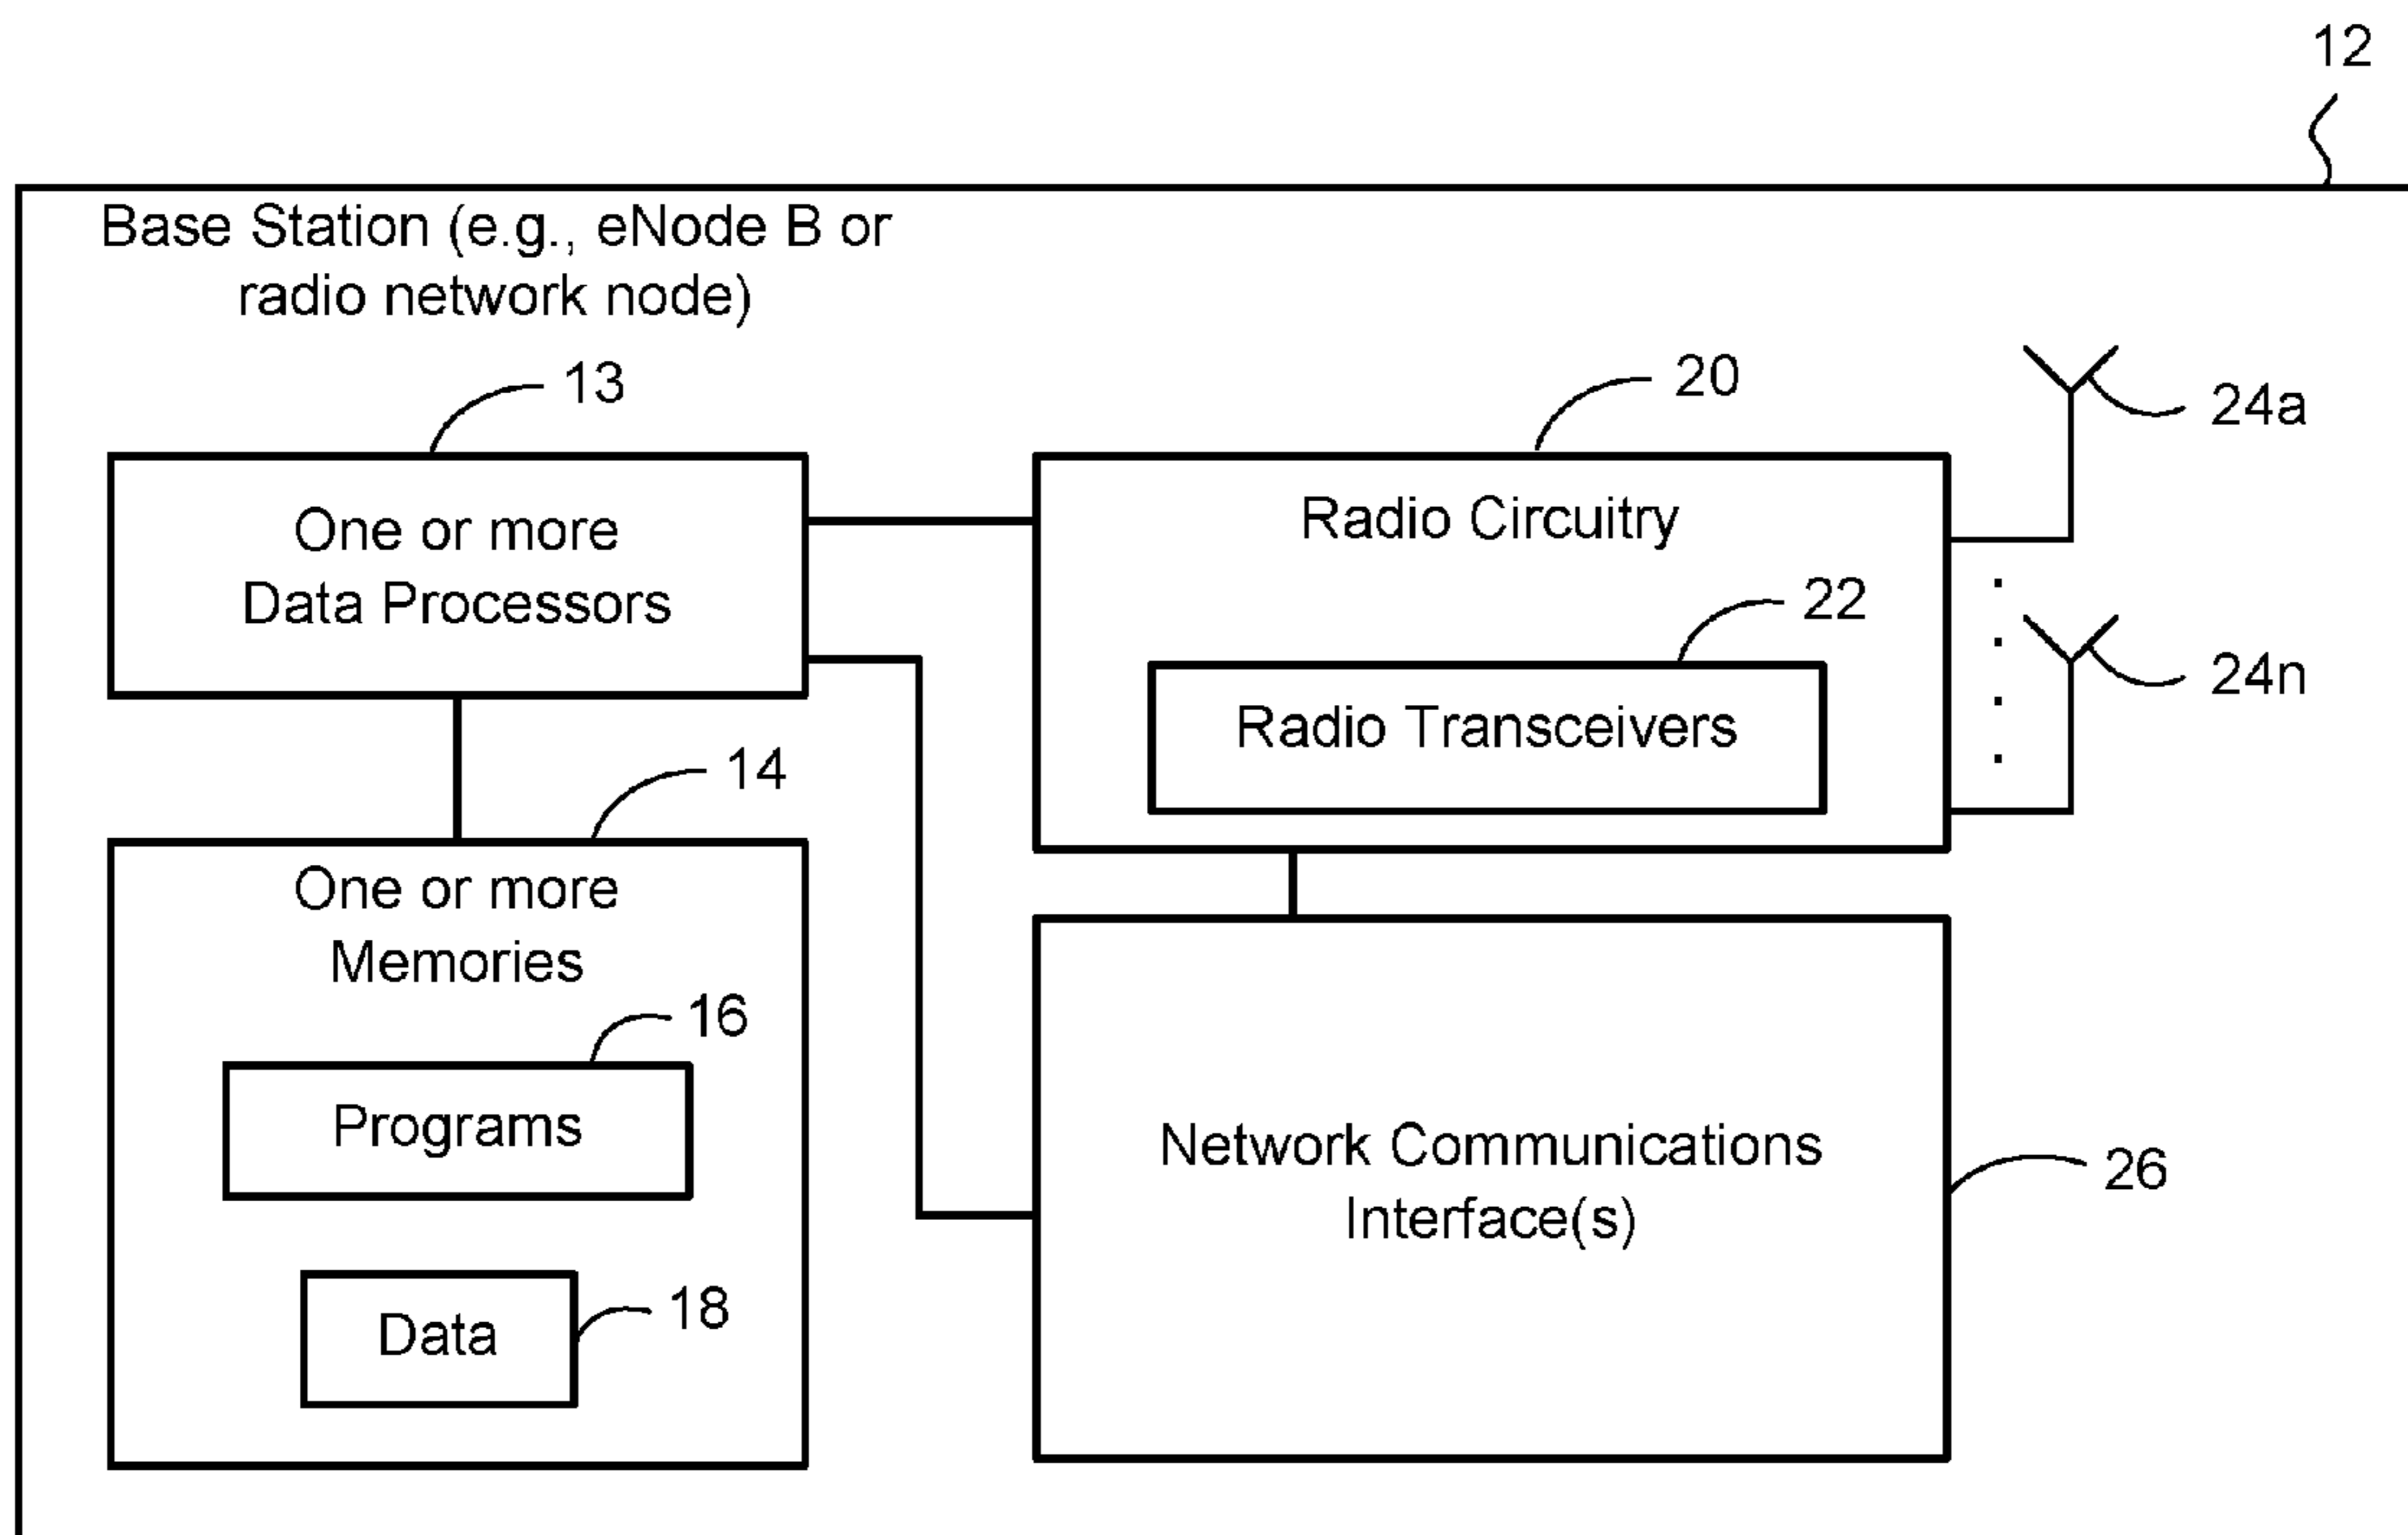 12
Base Station (e.g., eNode B or
radio network node)
13
One or more
Data Processors
20
Radio Circuitry
22
Radio Transceivers
24a
24n
14
One or more
Memories
16
Programs
18
Data
Network Communications
Interface(s)
26